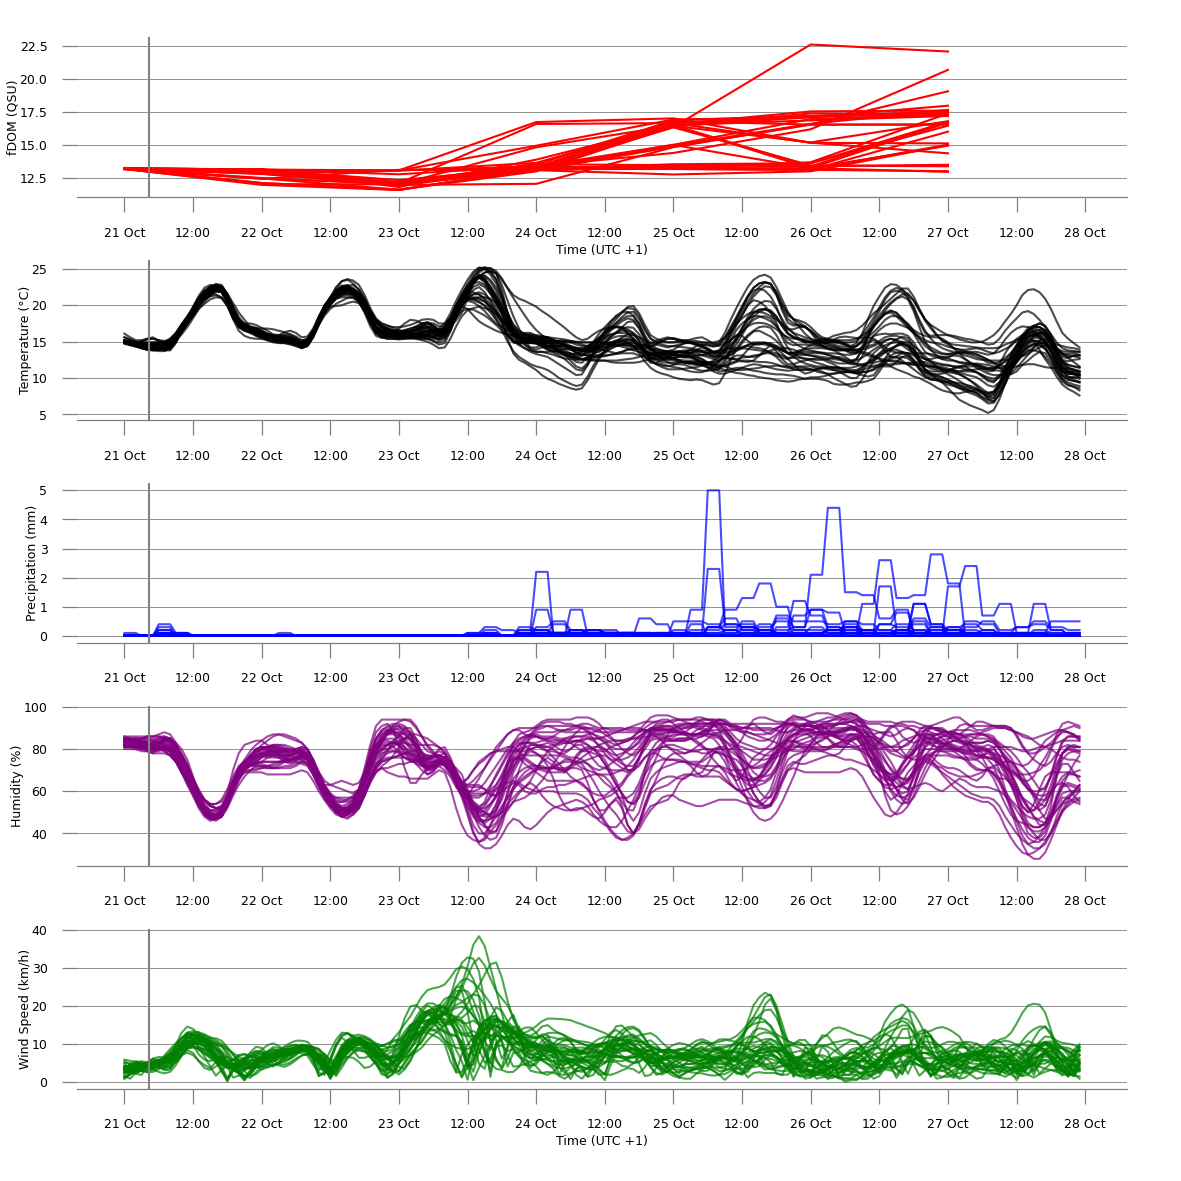 22.5
20.0
17.5
15.0
12.5
fDOM (QSU)
21 Oct 12:00 22 Oct 12:00 23 Oct 12:00 24 Oct 12:00 25 Oct 12:00 26 Oct 12:00 27 Oct 12:00 28 Oct
Time (UTC +1)
25
20
15
10
5
Temperature (°C)
21 Oct 12:00 22 Oct 12:00 23 Oct 12:00 24 Oct 12:00 25 Oct 12:00 26 Oct 12:00 27 Oct 12:00 28 Oct
5
4
3
2
1
0
Precipitation (mm)
21 Oct 12:00 22 Oct 12:00 23 Oct 12:00 24 Oct 12:00 25 Oct 12:00 26 Oct 12:00 27 Oct 12:00 28 Oct
100
80
60
40
Humidity (%)
21 Oct 12:00 22 Oct 12:00 23 Oct 12:00 24 Oct 12:00 25 Oct 12:00 26 Oct 12:00 27 Oct 12:00 28 Oct
40
30
20
10
0
Wind Speed (km/h)
21 Oct 12:00 22 Oct 12:00 23 Oct 12:00 24 Oct 12:00 25 Oct 12:00 26 Oct 12:00 27 Oct 12:00 28 Oct
Time (UTC +1)